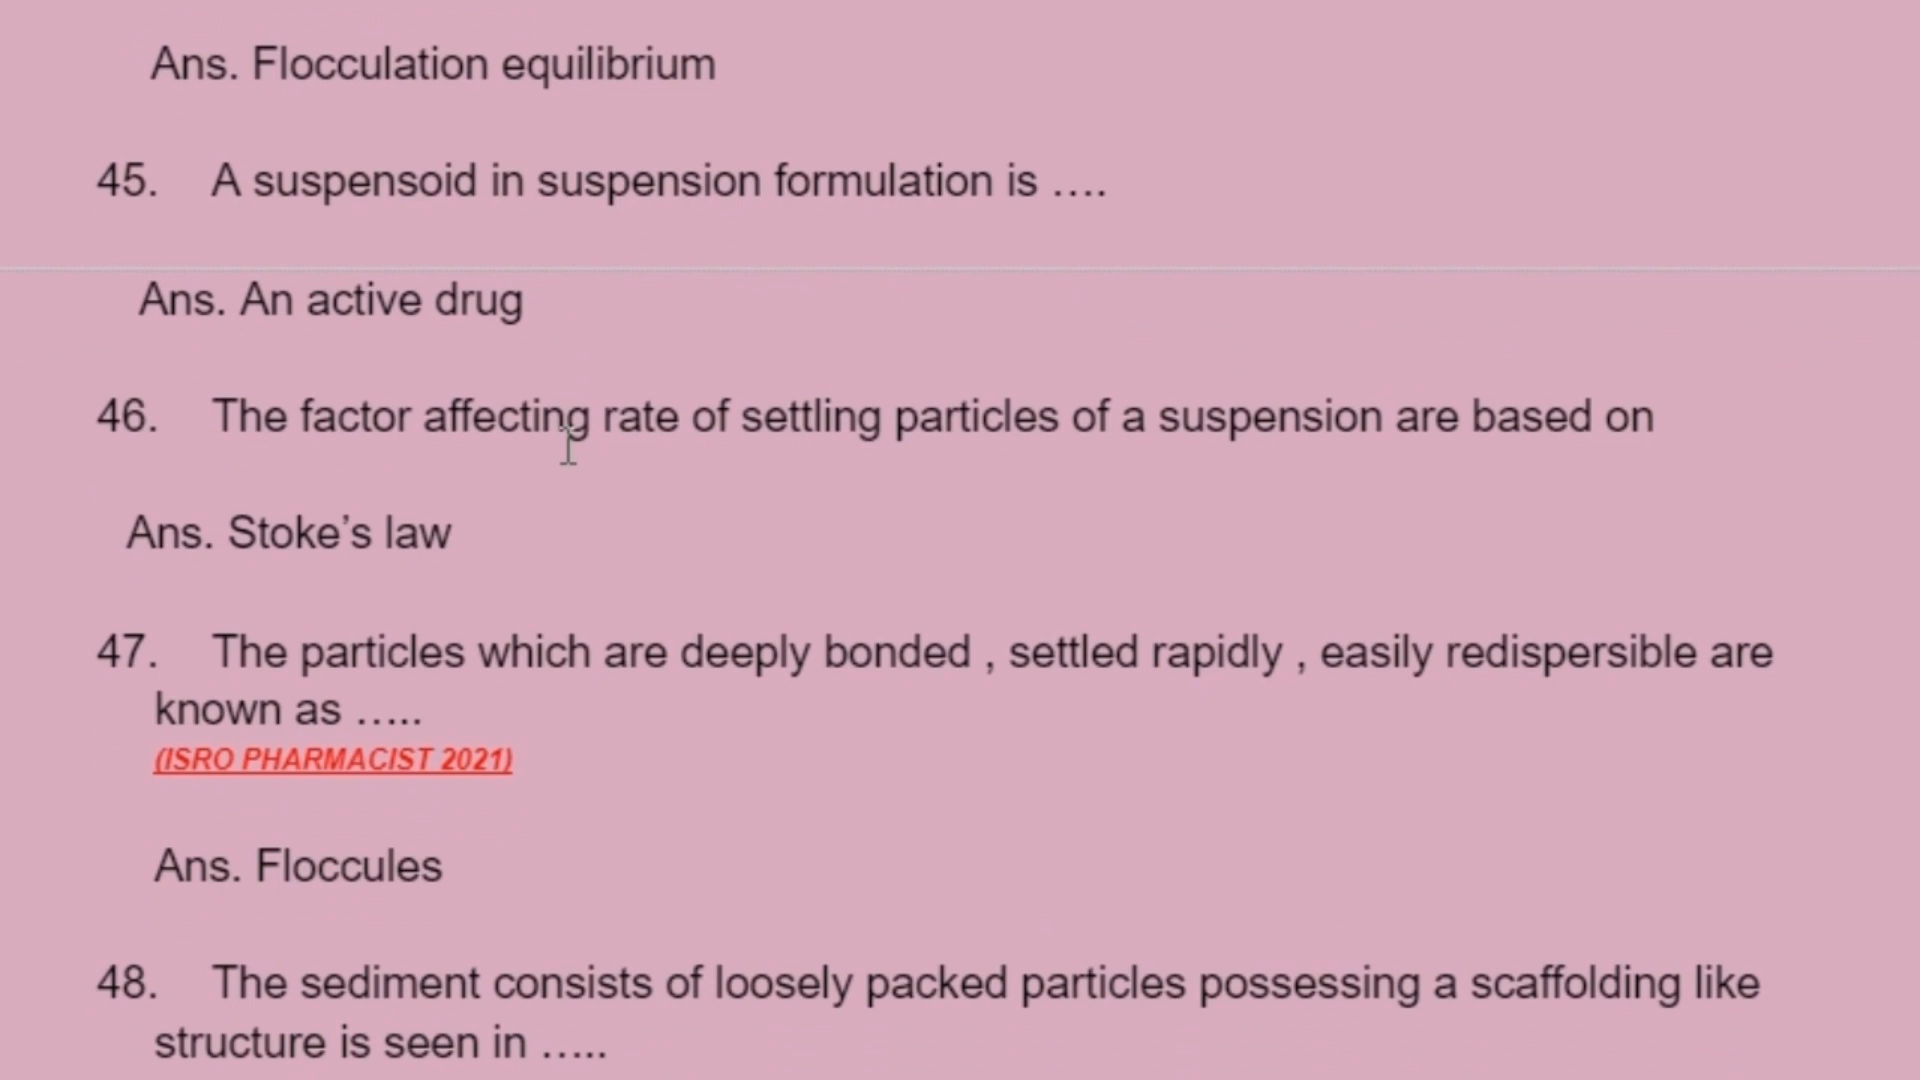 Ans. Flocculation equilibrium
45. A suspensoid in suspension formulation is ….
Ans. An active drug
46. The factor affecting rate of settling particles of a suspension are based on
Ans. Stoke’s law
47. The particles which are deeply bonded , settled rapidly , easily redispersible are
known as …..
(ISRO PHARMACIST 2021)
Ans. Floccules
48. The sediment consists of loosely packed particles possessing a scaffolding like
structure is seen in …..